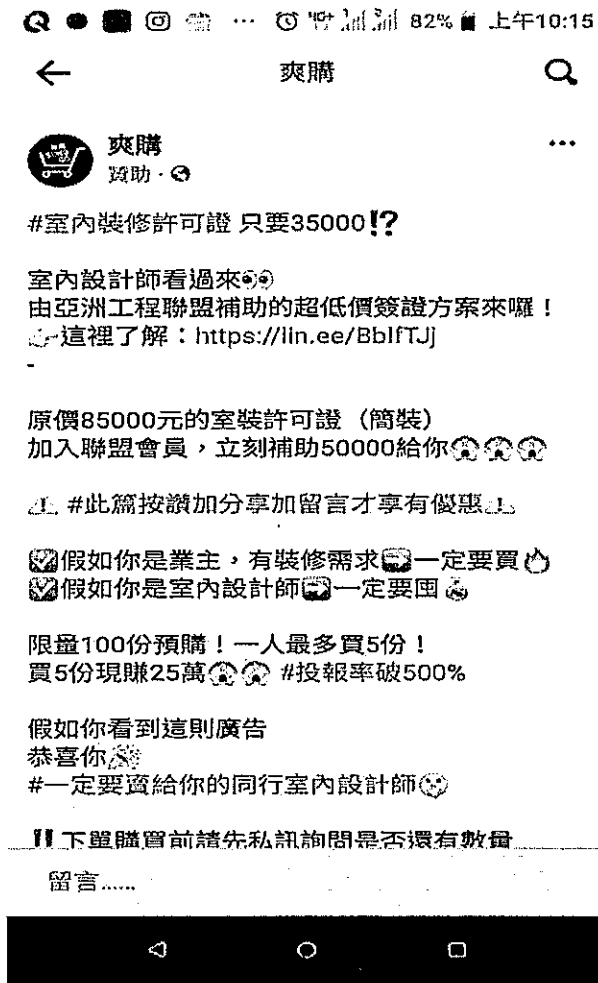 4G+ 82% 上午10:15
爽購
爽購
贊助
#室內裝修許可證 只要35000⁉
室內設計師看過來👀
由亞洲工程聯盟補助的超低價簽證方案來囉！
👉這裡了解：https://lin.ee/BbIfTJj
-
原價85000元的室裝許可證（簡裝）
加入聯盟會員，立刻補助50000給你😱😱😱
⚠️ #此篇按讚加分享加留言才享有優惠⚠️
✅假如你是業主，有裝修需求➡️一定要買🔥
✅假如你是室內設計師➡️一定要囤💰
限量100份預購！一人最多買5份！
買5份現賺25萬😱😱 #投報率破500%
假如你看到這則廣告
恭喜你🎉
#一定要賣給你的同行室內設計師
‼下單購買前請先私訊詢問是否還有數量
留言......